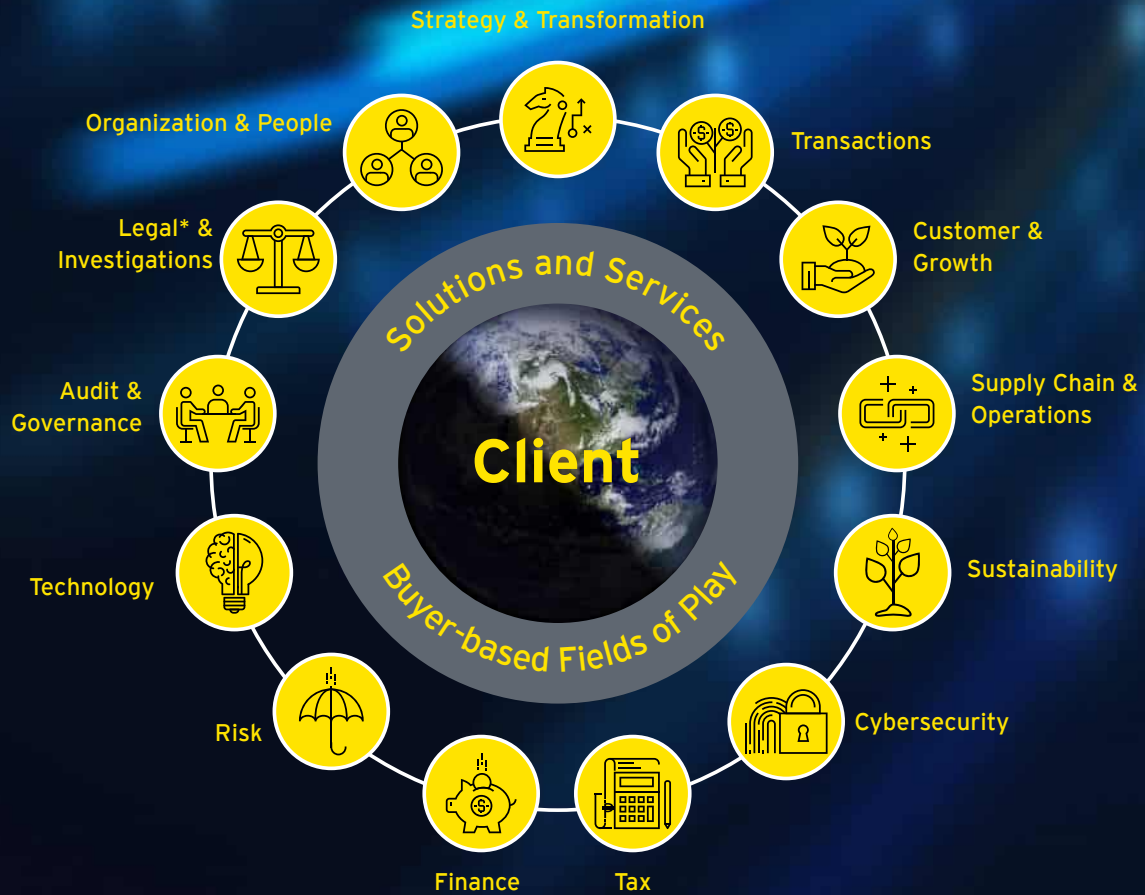 Strategy & Transformation
Organization & People
Transactions
Legal* &
Investigations
Customer &
Growth
Solutions and Services
Audit &
Governance
Supply Chain &
Operations
Client
Technology
Sustainability
Buyer-based Fields of Play
Risk
Cybersecurity
Finance
Tax